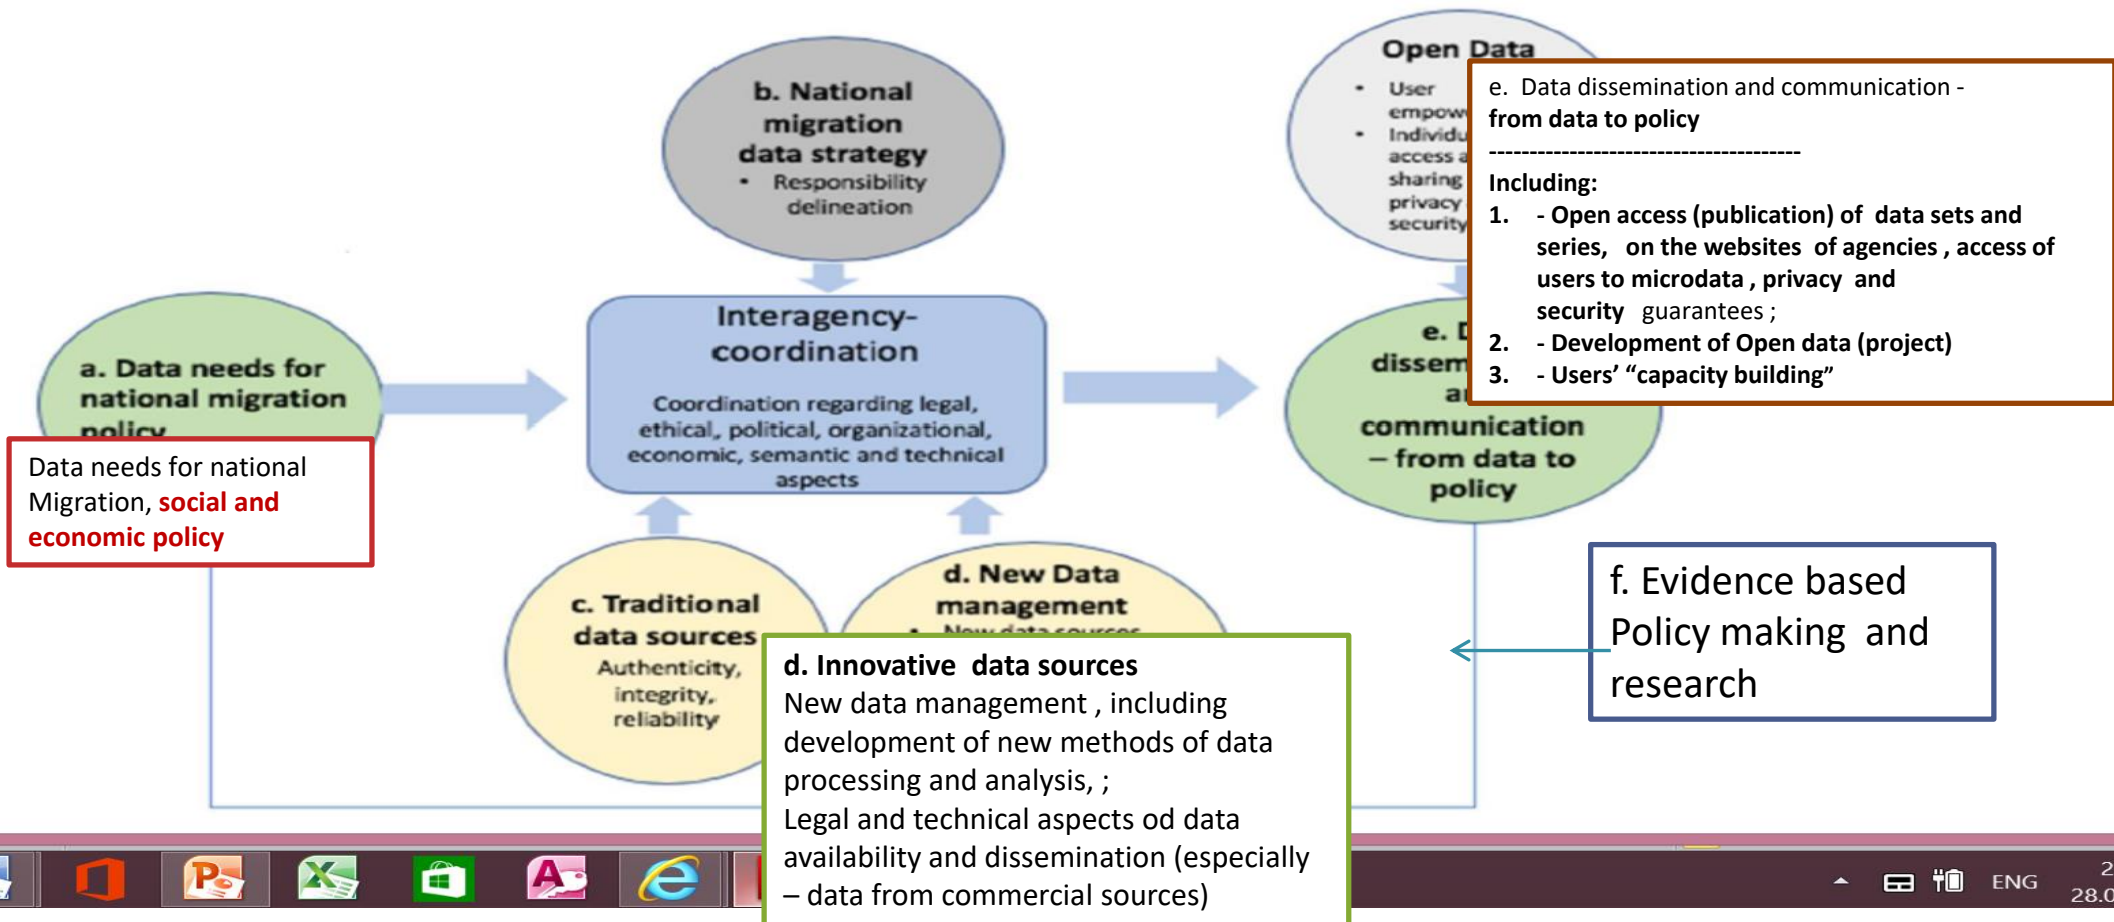 b. National
migration
data strategy
• Responsibility
delineation
Open Data
• User
• 
access
sharing
privacy
security
e. Data dissemination and communication -
from data to policy
--------------------------------------
Including:
1. - Open access (publication) of data sets and
series, on the websites of agencies , access of
users to microdata , privacy and
security guarantees ;
2. - Development of Open data (project)
3. - Users’ “capacity building”
a. Data needs for
national migration
policy
Data needs for national
Migration, social and
economic policy
Interagency-
coordination
Coordination regarding legal,
ethical, political, organizational,
economic, semantic and technical
aspects
e.
communication
– from data to
policy
c. Traditional
data sources
Authenticity,
integrity,
reliability
d. New Data
management
• New data sources
d. Innovative data sources
New data management , including
development of new methods of data
processing and analysis, ;
Legal and technical aspects od data
availability and dissemination (especially
– data from commercial sources)
f. Evidence based
Policy making and
research
ENG